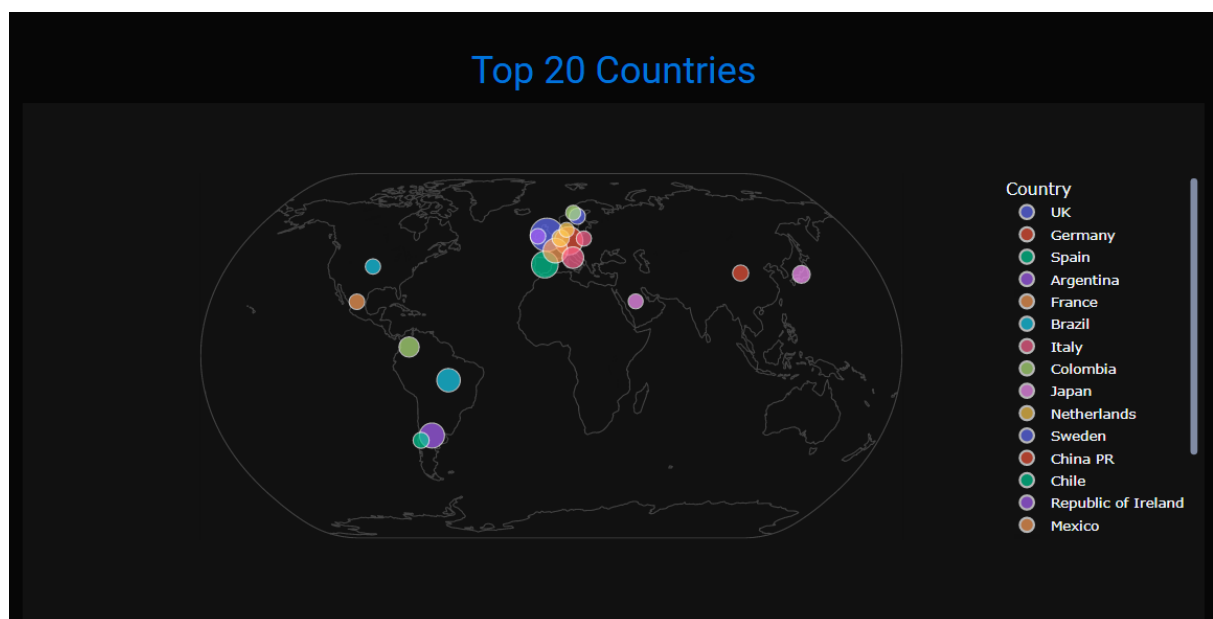 Top 20 Countries
Country
UK
Germany
Spain
Argentina
France
Brazil
Italy
Colombia
Japan
Netherlands
Sweden
China PR
Chile
Republic of Ireland
Mexico